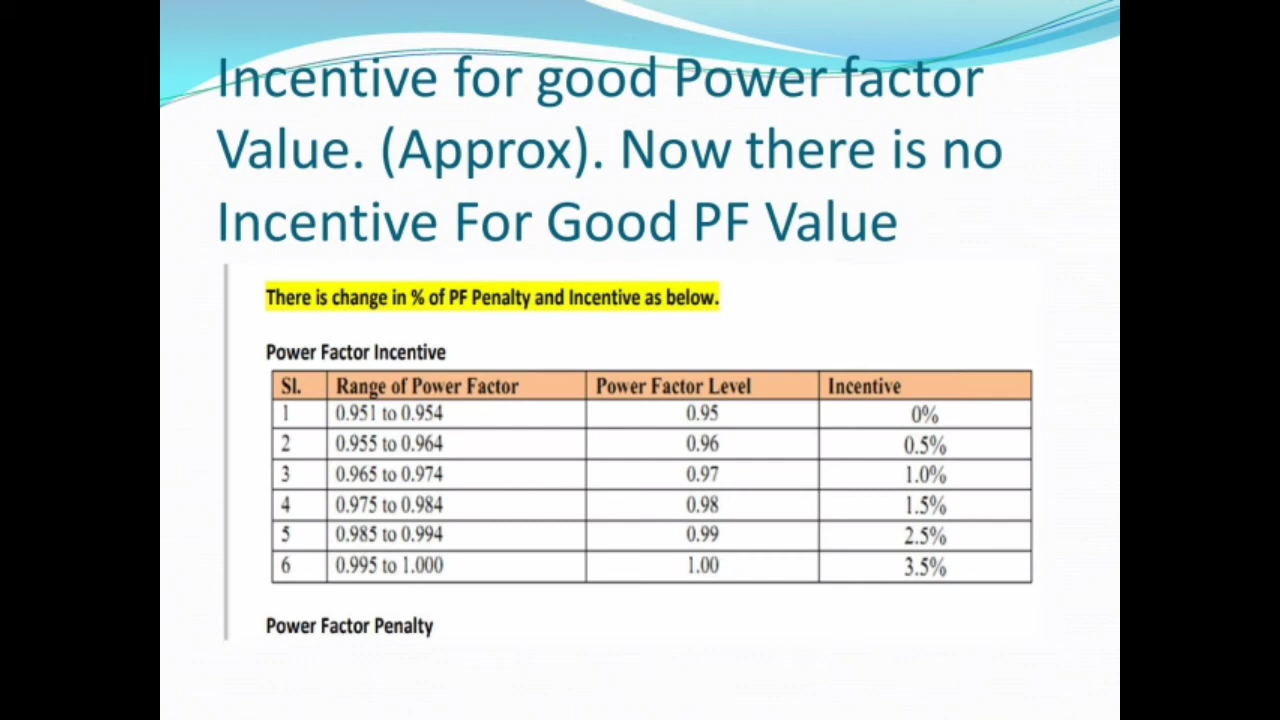 Incentive for good Power factor
Value. (Approx). Now there is no
Incentive For Good PF Value
There is change in % of PF Penalty and Incentive as below.
Power Factor Incentive
Sl. Range of Power Factor Power Factor Level Incentive
1 0.951 to 0.954 0.95 0%
2 0.955 to 0.964 0.96 0.5%
3 0.965 to 0.974 0.97 1.0%
4 0.975 to 0.984 0.98 1.5%
5 0.985 to 0.994 0.99 2.5%
6 0.995 to 1.000 1.00 3.5%
Power Factor Penalty